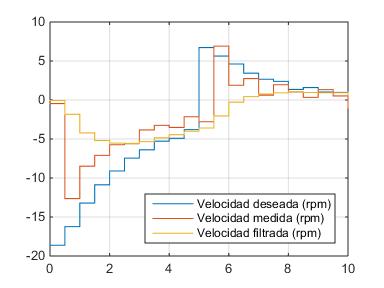 10
5
0
-5
-10
-15
-20
Velocidad deseada (rpm)
Velocidad medida (rpm)
Velocidad filtrada (rpm)
0 2 4 6 8 10